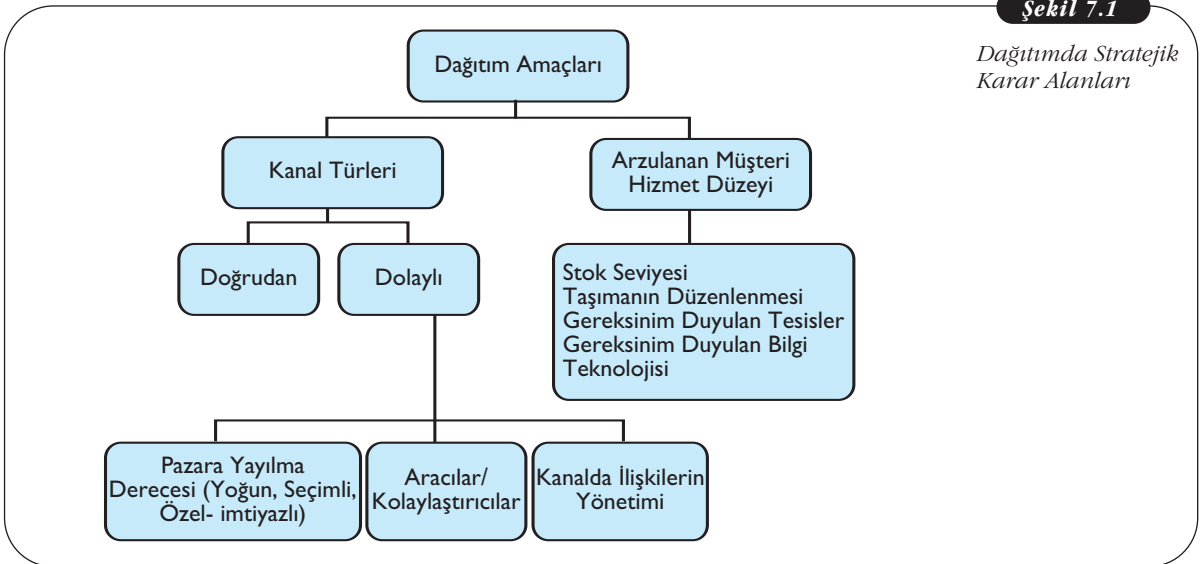 Şekil 7.1
Dağıtımda Stratejik
Karar Alanları
Dağıtım Amaçları
Kanal Türleri
Arzulanan Müşteri
Hizmet Düzeyi
Doğrudan
Dolaylı
Stok Seviyesi
Taşımanın Düzenlenmesi
Gereksinim Duyulan Tesisler
Gereksinim Duyulan Bilgi
Teknolojisi
Pazara Yayılma
Derecesi (Yoğun, Seçimli,
Özel- imtiyazlı)
Aracılar/
Kolaylaştırıcılar
Kanalda İlişkilerin
Yönetimi